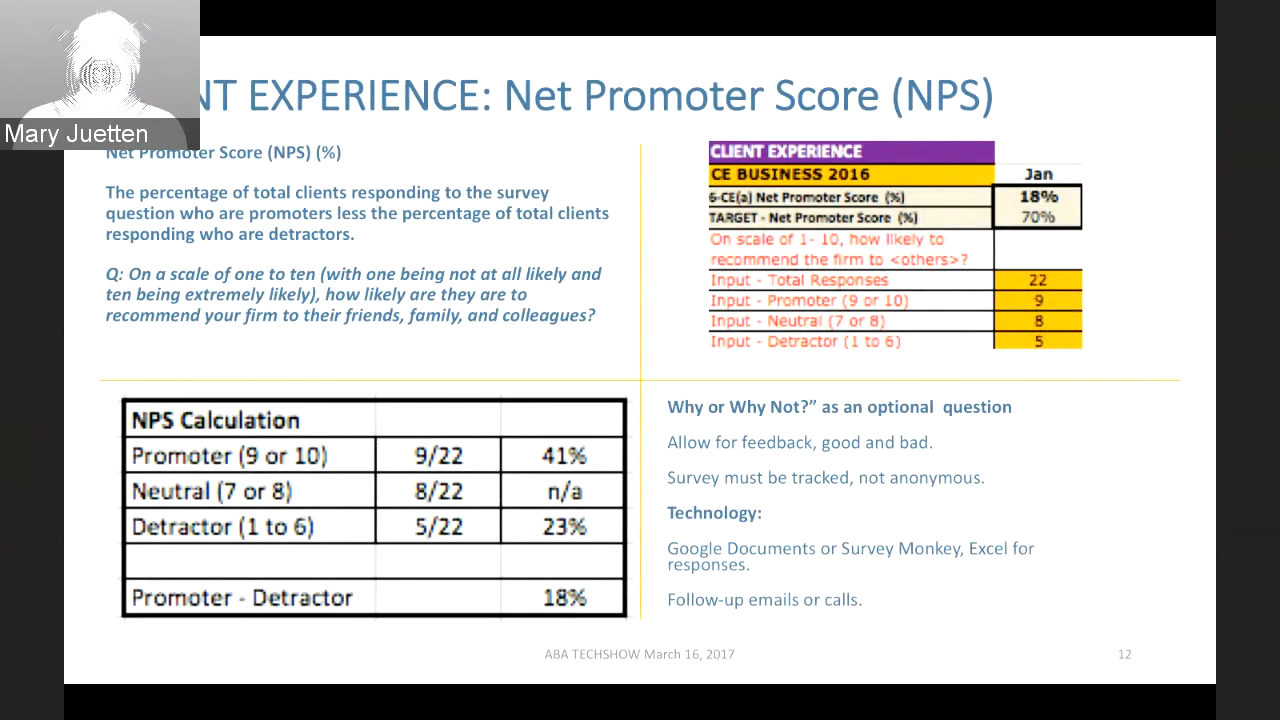 NT EXPERIENCE: Net Promoter Score (NPS)
Mary Juetten
Net Promoter Score (NPS) (%)
The percentage of total clients responding to the survey
question who are promoters less the percentage of total clients
responding who are detractors.
Q: On a scale of one to ten (with one being not at all likely and
ten being extremely likely), how likely are they are to
recommend your firm to their friends, family, and colleagues?
CLIENT EXPERIENCE
CE BUSINESS 2016 Jan
6-CE(a) Net Promoter Score (%) 18%
TARGET - Net Promoter Score (%) 70%
On scale of 1- 10, how likely to
recommend the firm to <others>?
Input - Total Responses 22
Input - Promoter (9 or 10) 9
Input - Neutral (7 or 8) 8
Input - Detractor (1 to 6) 5
NPS Calculation
Promoter (9 or 10) 9/22 41%
Neutral (7 or 8) 8/22 n/a
Detractor (1 to 6) 5/22 23%
Promoter - Detractor 18%
Why or Why Not?” as an optional question
Allow for feedback, good and bad.
Survey must be tracked, not anonymous.
Technology:
Google Documents or Survey Monkey, Excel for
responses.
Follow-up emails or calls.
ABA TECHSHOW March 16, 2017
12